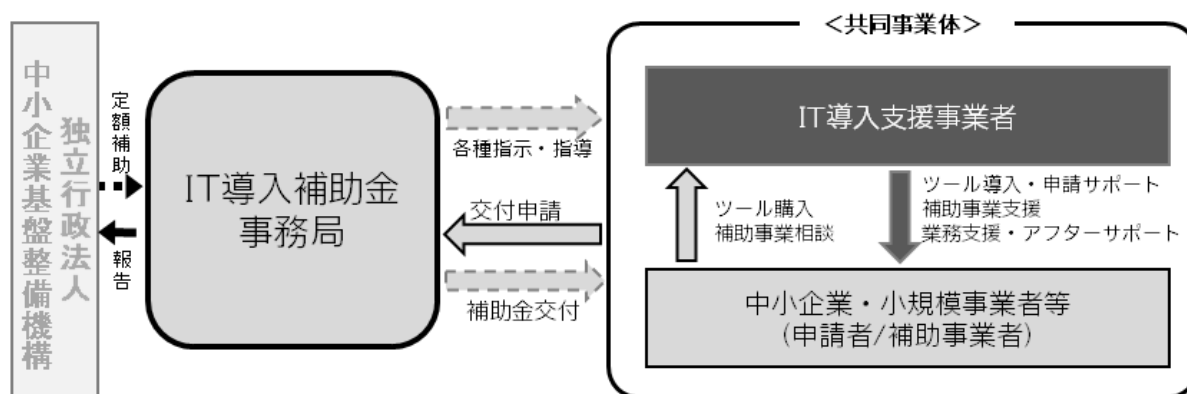 独立行政法人
中小企業基盤整備機構
定額補助
報告
IT導入補助金
事務局
各種指示・指導
交付申請
補助金交付
＜共同事業体＞
IT導入支援事業者
ツール購入
補助事業相談
ツール導入・申請サポート
補助事業支援
業務支援・アフターサポート
中小企業・小規模事業者等
(申請者/補助事業者)